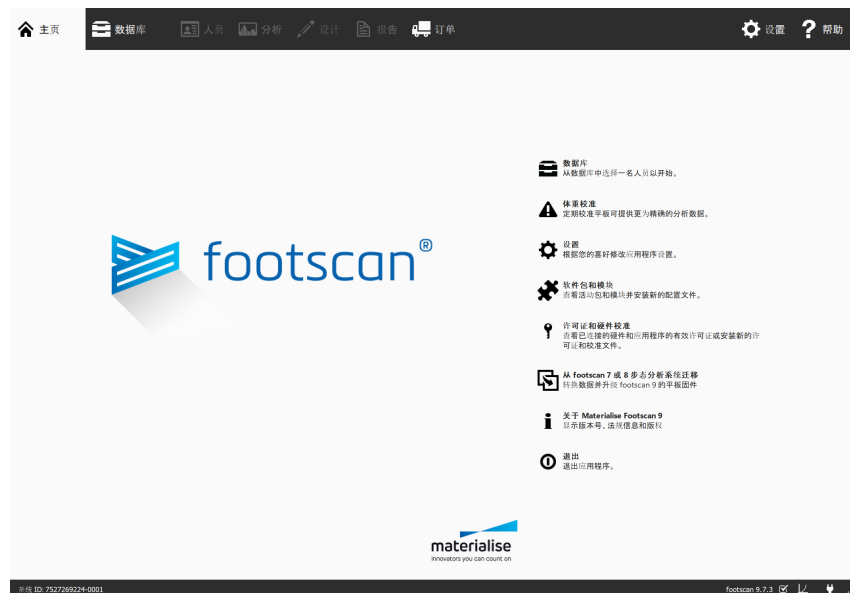 主页
数据库
人员
分析
设计
报告
订单
设置
帮助
数据库
从数据库中选择一名人员以开始。
体重校准
定期校准平板可提供更为精确的分析数据。
设置
根据您的喜好修改应用程序设置。
软件包和模块
查看活动包和模块并安装新的配置文件。
许可证和硬件校准
查看已连接的硬件和应用程序的有效许可证或安装新的许
可证和校准文件。
从 footscan 7 或 8 步态分析系统迁移
转换数据并升级 footscan 9 的平板固件
关于 Materialise Footscan 9
显示版本号、法规信息和版权
退出
退出应用程序。
footscan®
materialise
innovators you can count on
系统 ID: 7527269224-0001
footscan 9.7.3